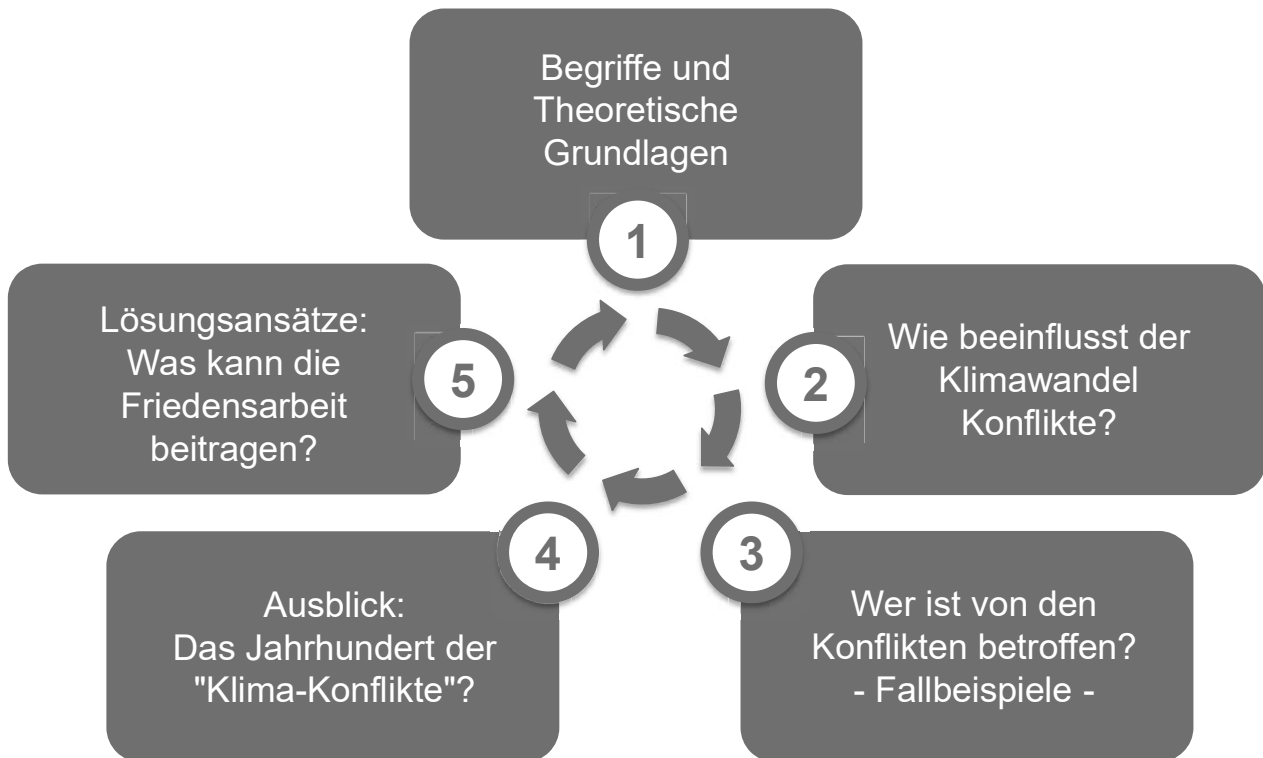 Begriffe und
Theoretische
Grundlagen
1
Wie beeinflusst der
Klimawandel
Konflikte?
2
Wer ist von den
Konflikten betroffen?
- Fallbeispiele -
3
Ausblick:
Das Jahrhundert der
"Klima-Konflikte"?
4
Lösungsansätze:
Was kann die
Friedensarbeit
beitragen?
5